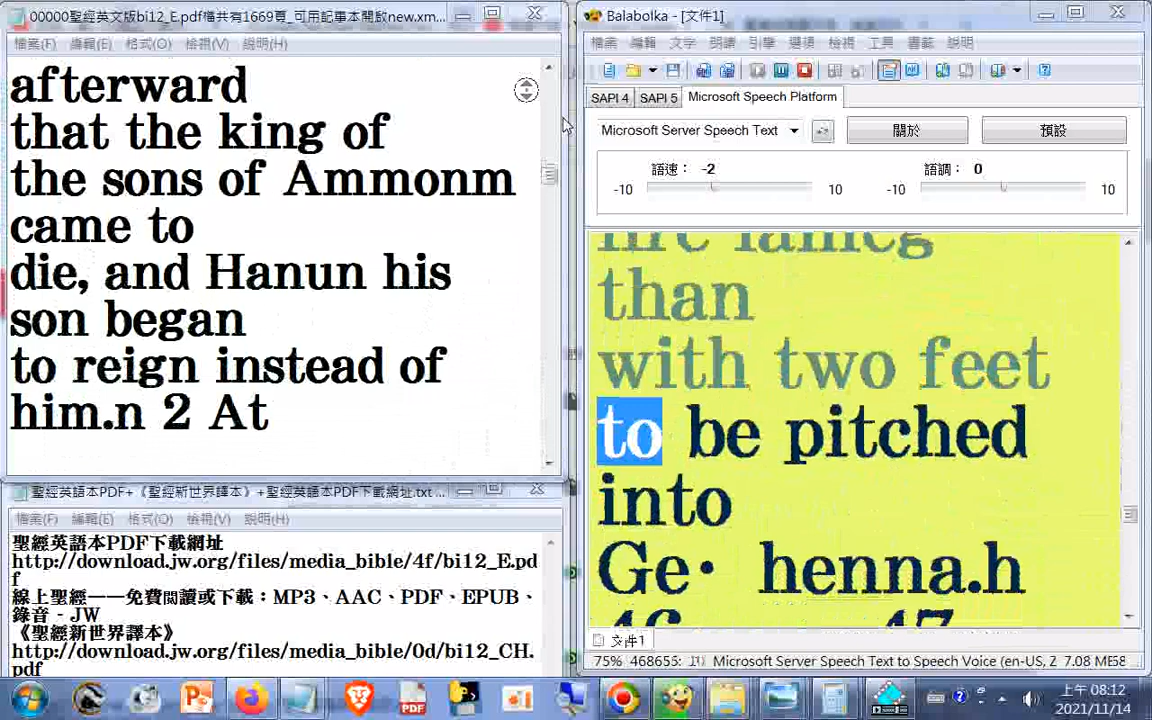 00000聖經英文版bi12_E.pdf檔共有1669頁_可用記事本開啟new.xm...
檔案(F) 編輯(E) 格式(O) 檢視(V) 說明(H)
afterward
that the king of
the sons of Ammonm
came to
die, and Hanun his
son began
to reign instead of
him.n 2 At
聖經英語本PDF+《聖經新世界譯本》+聖經英語本PDF下載網址.txt ...
檔案(F) 編輯(E) 格式(O) 檢視(V) 說明(H)
聖經英語本PDF下載網址
http://download.jw.org/files/media_bible/4f/bi12_E.pd
f
線上聖經——免費閱讀或下載：MP3、AAC、PDF、EPUB、
錄音 - JW
《聖經新世界譯本》
http://download.jw.org/files/media_bible/0d/bi12_CH.
pdf
Balabolka - [文件1]
檔案 編輯 文字 朗讀 引擎 選項 檢視 工具 書籤 說明
SAPI 4 SAPI 5 Microsoft Speech Platform
Microsoft Server Speech Text 關於 預設
語速： -2 語調： 0
-10 10 -10 10
than
with two feet
to be pitched
into
Ge· henna.h
文件1
75% Microsoft Server Speech Text to Speech Voice (en-US, Z 7.08 ME
上午 08:12
2021/11/14